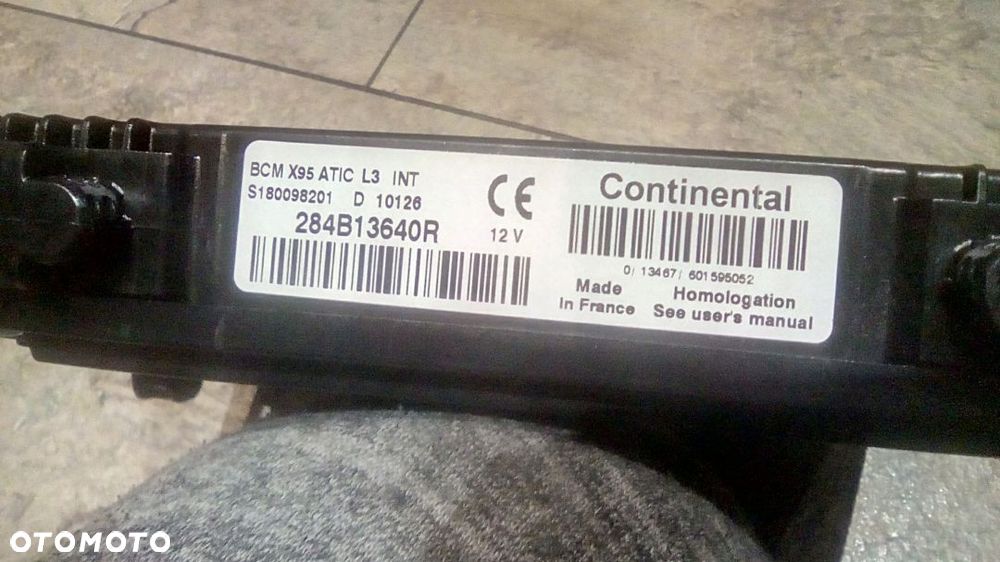 BCM X95 ATIC L3 INT
S180098201 D 10126
284B13640R
CE
12 V
Continental
0/ 13467/ 601595052
Made
In France
Homologation
See user's manual
OTOMOTO